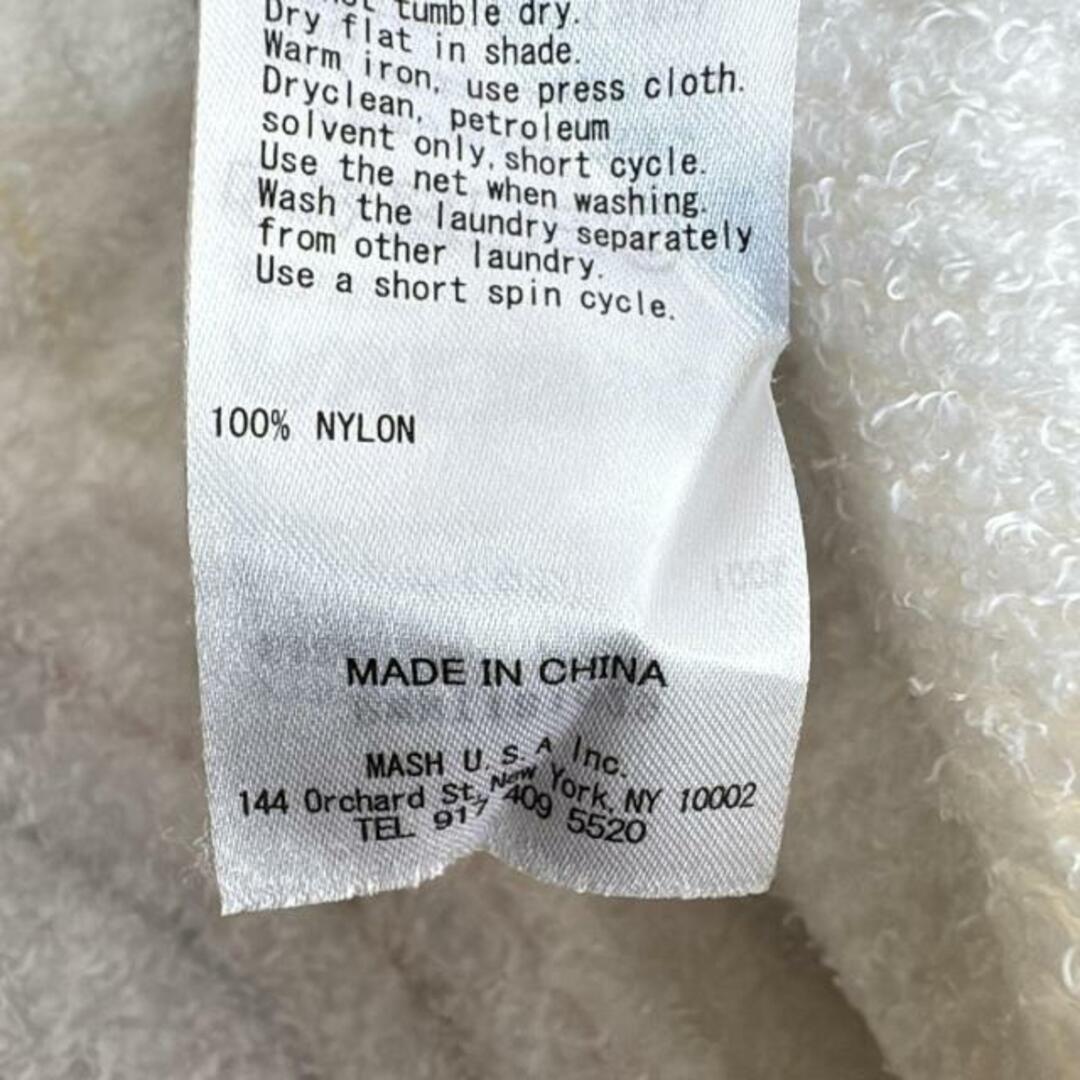 tumble dry.
Dry flat in shade.
Warm iron, use press cloth.
Dryclean, petroleum
solvent only, short cycle.
Use the net when washing.
Wash the laundry separately
from other laundry.
Use a short spin cycle.
100% NYLON
MADE IN CHINA
MASH U.S.A Inc.
144 Orchard St, New York, NY 10002
TEL 917 409 5520